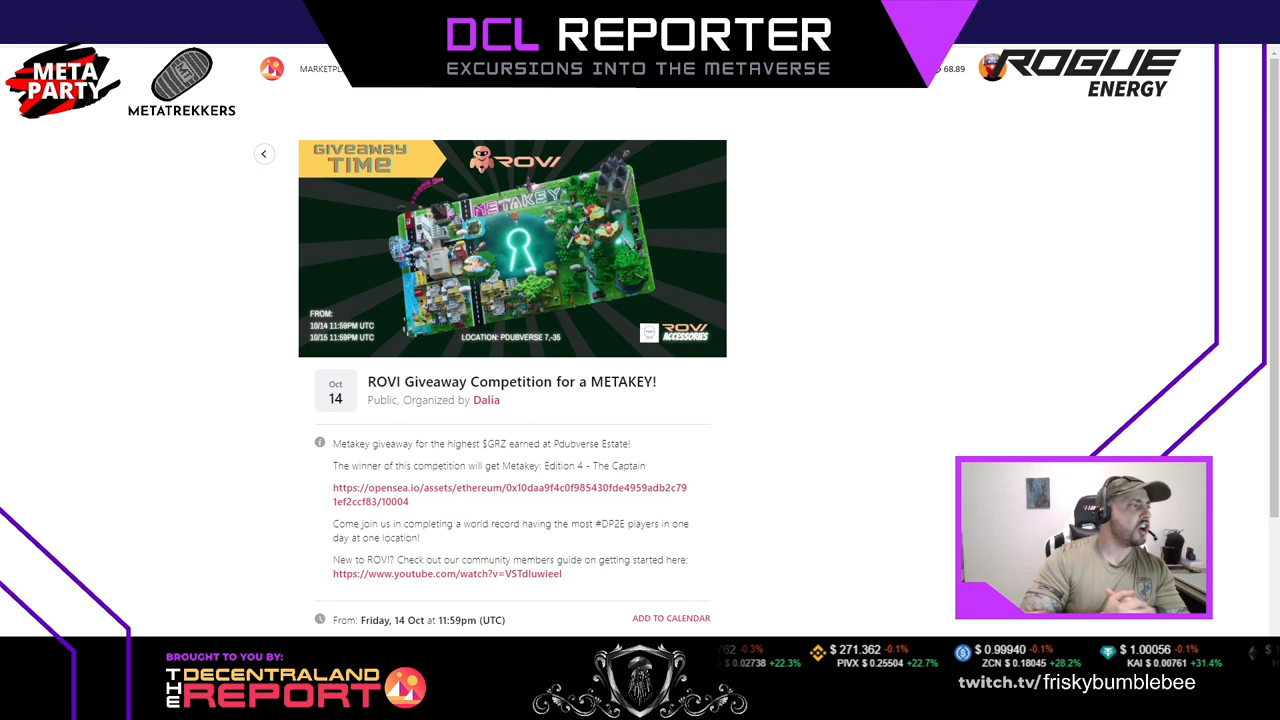 DCL REPORTER
EXCURSIONS INTO THE METAVERSE
META
PARTY
METATREKKERS
68.89
ROGUE
ENERGY
GIVEAWAY
TIME
ROVI
METAKEY
FROM:
10/14 11:59PM UTC
10/15 11:59PM UTC
LOCATION: PDUBVERSE 7,-35
ROVI
ACCESSORIES
Oct
14
ROVI Giveaway Competition for a METAKEY!
Public, Organized by Dalia
Metakey giveaway for the highest $GRZ earned at Pdubverse Estate!
The winner of this competition will get Metakey: Edition 4 - The Captain
https://opensea.io/assets/ethereum/0x10daa9f4c0f985430fde4959adb2c79
1ef2ccf83/10004
Come join us in completing a world record having the most #DP2E players in one
day at one location!
New to ROVI? Check out our community members guide on getting started here:
https://www.youtube.com/watch?v=VSTdIuwieeI
From: Friday, 14 Oct at 11:59pm (UTC)
ADD TO CALENDAR
BROUGHT TO YOU BY:
THE DECENTRALAND
REPORT
-0.3% $ 271.362 -0.1% $ 0.99940 -0.1% $ 1.00056 -0.1%
$ 0.02738 +22.3% PIVX $ 0.25504 +22.7% ZCN $ 0.18045 +28.2% KAI $ 0.00761 +31.4%
twitch.tv/friskybumblebee